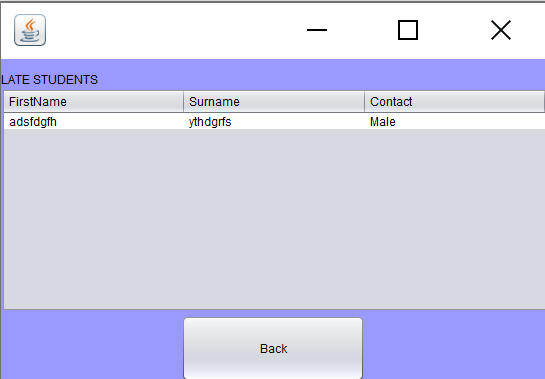 LATE STUDENTS
FirstName Surname Contact
adsfdgfh ythdgrfs Male
Back